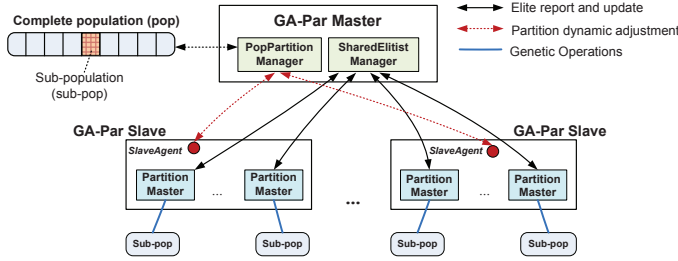 Complete population (pop)
Sub-population
(sub-pop)
GA-Par Master
PopPartition
Manager
SharedElitist
Manager
Elite report and update
Partition dynamic adjustment
Genetic Operations
GA-Par Slave
SlaveAgent
Partition
Master
...
Partition
Master
...
GA-Par Slave
SlaveAgent
Partition
Master
...
Partition
Master
Sub-pop
Sub-pop
Sub-pop
Sub-pop